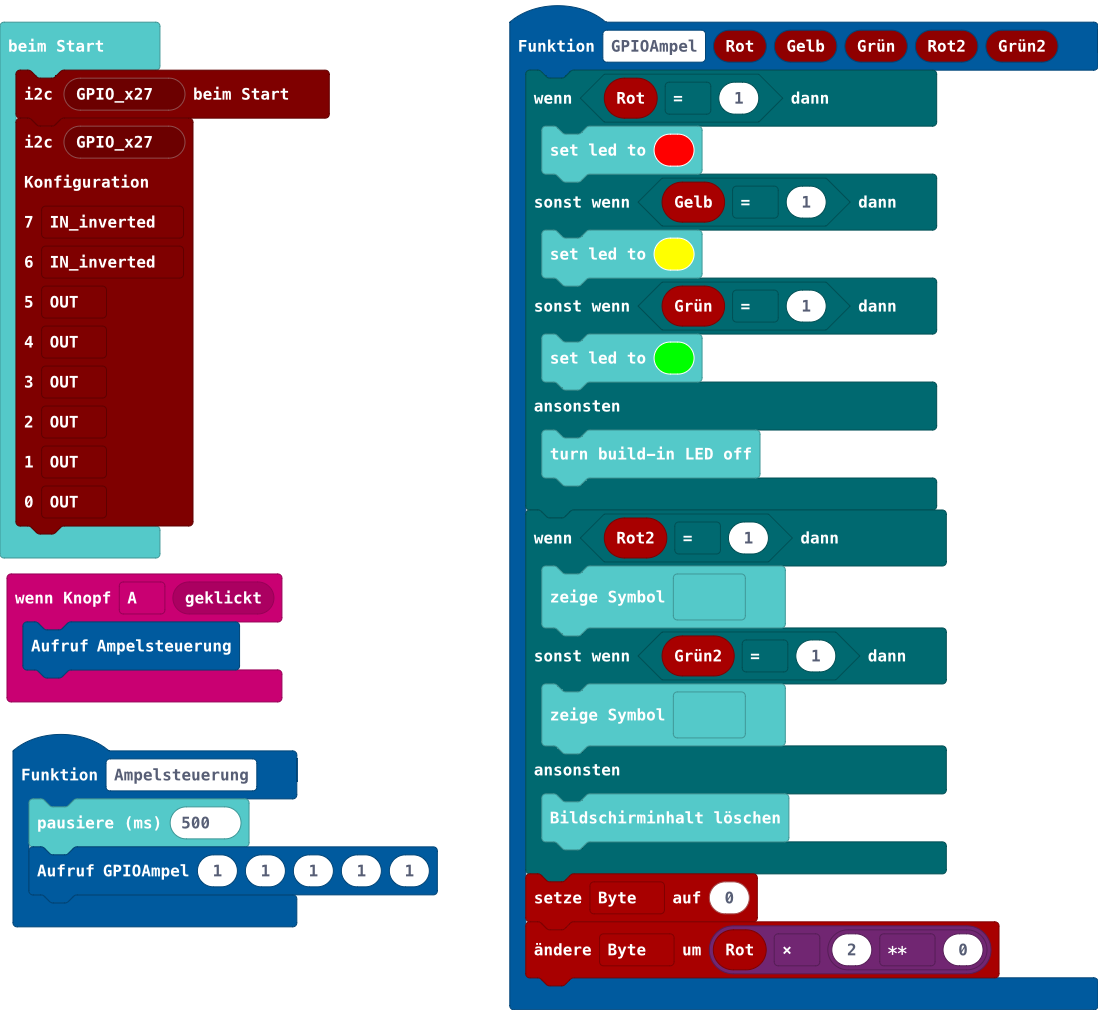 beim Start
i2c GPIO_x27 beim Start
i2c GPIO_x27
Konfiguration
7 IN_inverted
6 IN_inverted
5 OUT
4 OUT
3 OUT
2 OUT
1 OUT
0 OUT
wenn Knopf A geklickt
Aufruf Ampelsteuerung
Funktion Ampelsteuerung
pausiere (ms) 500
Aufruf GPIOAmpel 1 1 1 1 1
Funktion GPIOAmpel Rot Gelb Grün Rot2 Grün2
wenn Rot = 1 dann
set led to
sonst wenn Gelb = 1 dann
set led to
sonst wenn Grün = 1 dann
set led to
ansonsten
turn build-in LED off
wenn Rot2 = 1 dann
zeige Symbol
sonst wenn Grün2 = 1 dann
zeige Symbol
ansonsten
Bildschirminhalt löschen
setze Byte auf 0
ändere Byte um Rot × 2 ** 0